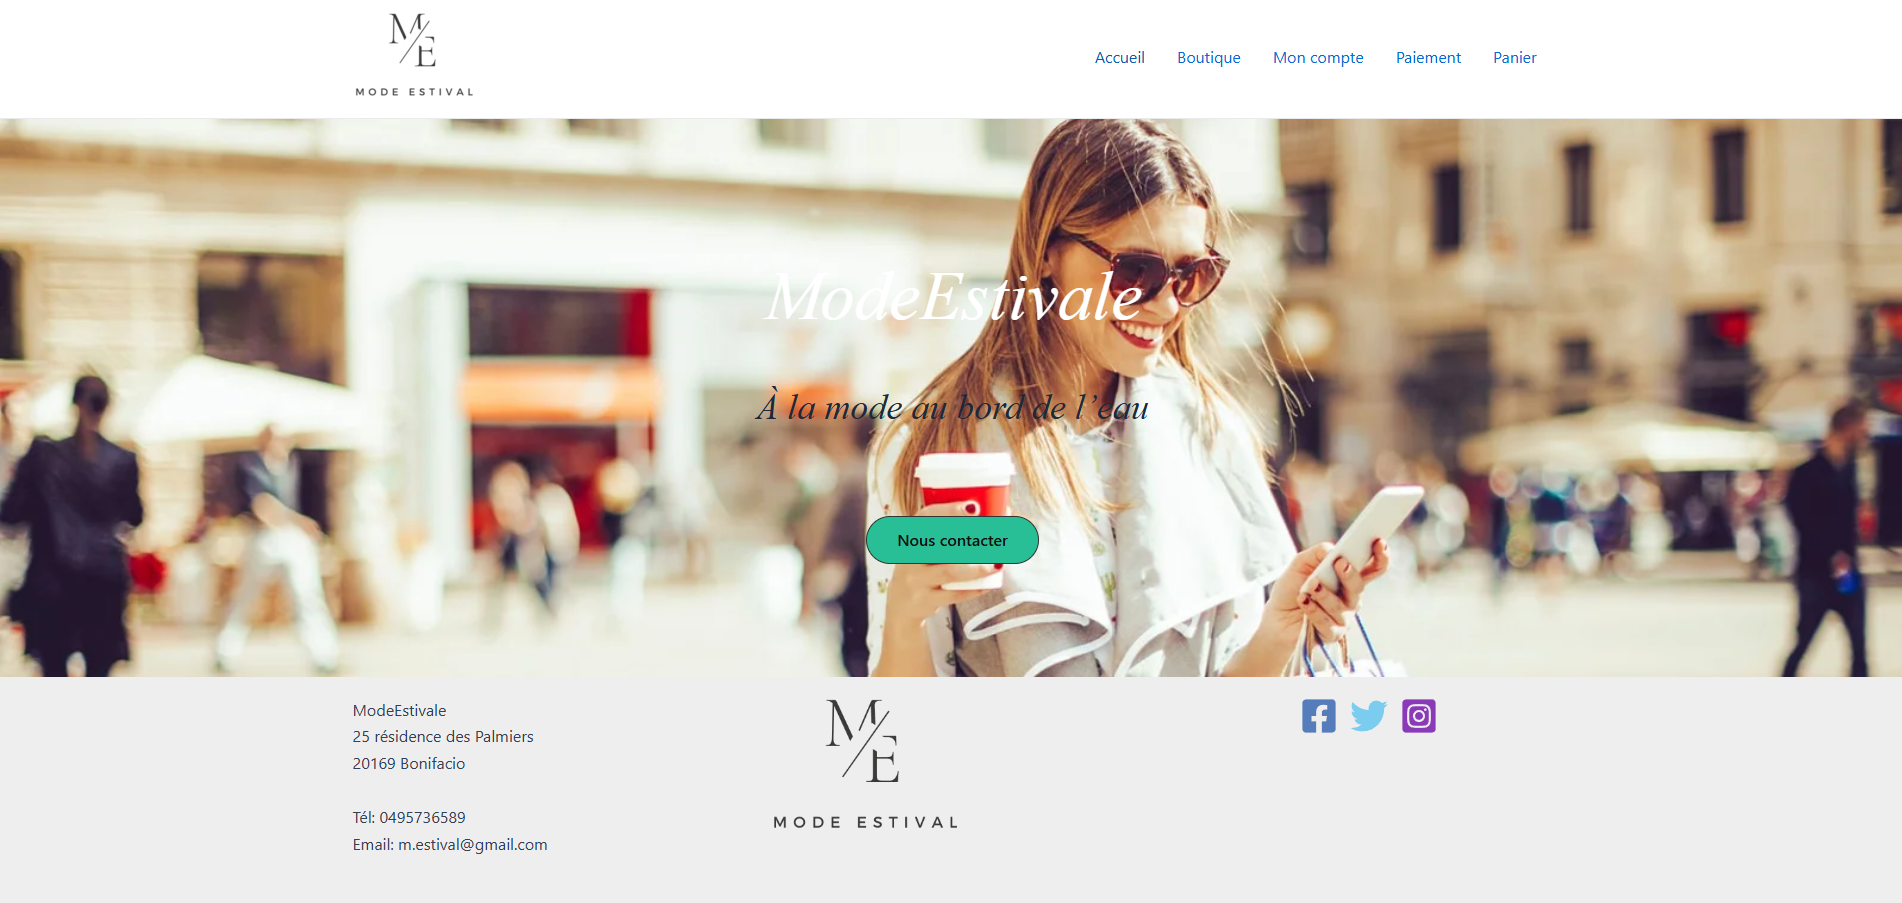 M/E
MODE ESTIVAL
Accueil
Boutique
Mon compte
Paiement
Panier
ModeEstivale
À la mode au bord de l’eau
Nous contacter
ModeEstivale
25 résidence des Palmiers
20169 Bonifacio
Tél: 0495736589
Email: m.estival@gmail.com
M/E
MODE ESTIVAL